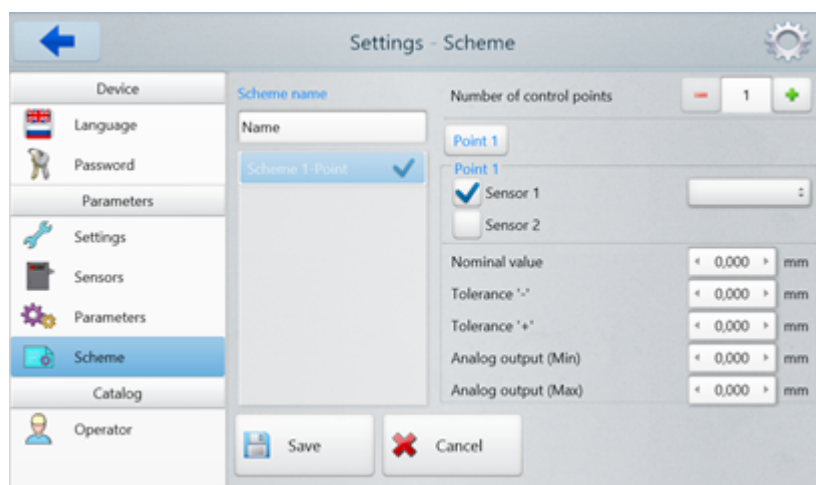 Settings - Scheme
Device
Language
Password
Parameters
Settings
Sensors
Parameters
Scheme
Catalog
Operator
Scheme name
Name
Scheme 1-Point
Number of control points
1
Point 1
Point 1
Sensor 1
Sensor 2
Nominal value 0,000 mm
Tolerance '-' 0,000 mm
Tolerance '+' 0,000 mm
Analog output (Min) 0,000 mm
Analog output (Max) 0,000 mm
Save
Cancel